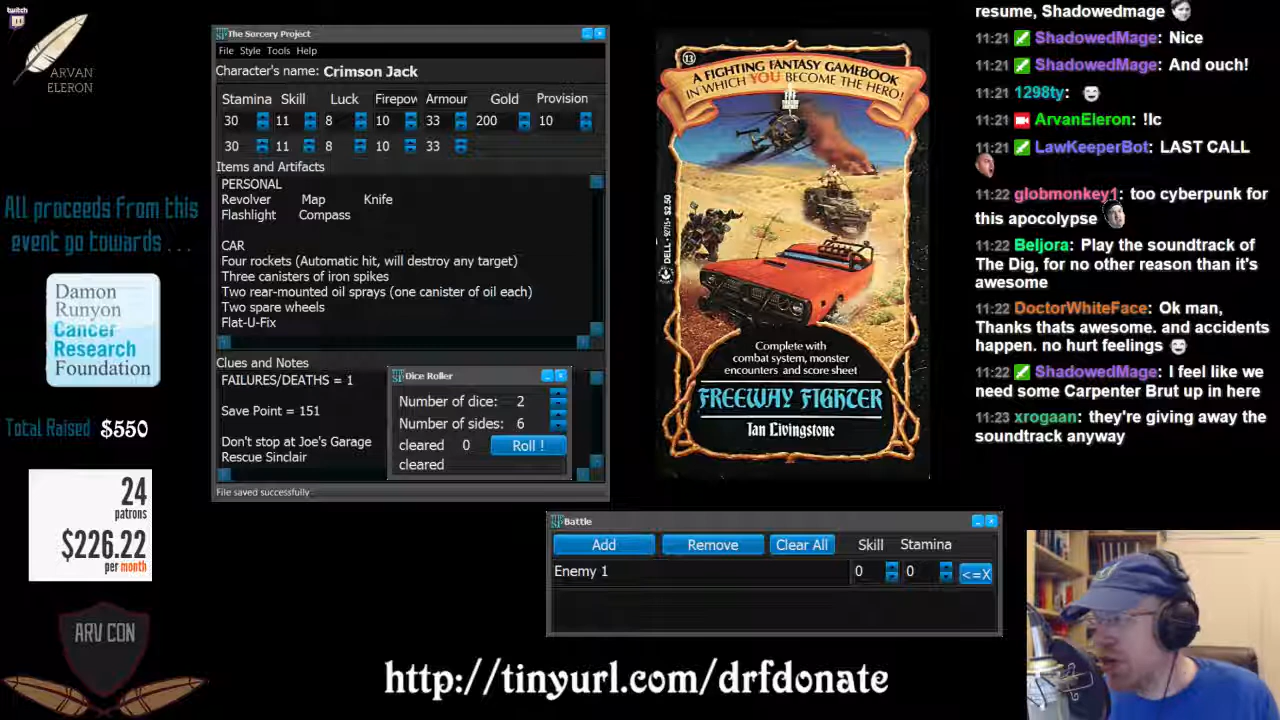 twitch
ARVAN
ELERON
All proceeds from this
event go towards . . .
Damon
Runyon
Cancer
Research
Foundation
Total Raised $550
24
patrons
$226.22
per month
ARV CON
The Sorcery Project
File Style Tools Help
Character's name: Crimson Jack
Stamina Skill Luck Firepow Armour Gold Provision
30 11 8 10 33 200 10
30 11 8 10 33
Items and Artifacts
PERSONAL
Revolver Map Knife
Flashlight Compass
CAR
Four rockets (Automatic hit, will destroy any target)
Three canisters of iron spikes
Two rear-mounted oil sprays (one canister of oil each)
Two spare wheels
Flat-U-Fix
Clues and Notes
FAILURES/DEATHS = 1
Save Point = 151
Don't stop at Joe's Garage
Rescue Sinclair
File saved successfully
Dice Roller
Number of dice: 2
Number of sides: 6
cleared 0 Roll !
cleared
13
A FIGHTING FANTASY GAMEBOOK
IN WHICH YOU BECOME THE HERO!
DELL • 92715 • $2.50
Complete with
combat system, monster
encounters and score sheet
FREEWAY FIGHTER
Ian Livingstone
Battle
Add Remove Clear All Skill Stamina
Enemy 1 0 0 <=X
http://tinyurl.com/drfdonate
resume, Shadowedmage
11:21 ShadowedMage: Nice
11:21 ShadowedMage: And ouch!
11:21 1298ty:
11:21 ArvanEleron: !lc
11:21 LawKeeperBot: LAST CALL
11:22 globmonkey1: too cyberpunk for
this apocolypse
11:22 Beljora: Play the soundtrack of
The Dig, for no other reason than it's
awesome
11:22 DoctorWhiteFace: Ok man,
Thanks thats awesome. and accidents
happen. no hurt feelings
11:22 ShadowedMage: I feel like we
need some Carpenter Brut up in here
11:23 xrogaan: they're giving away the
soundtrack anyway